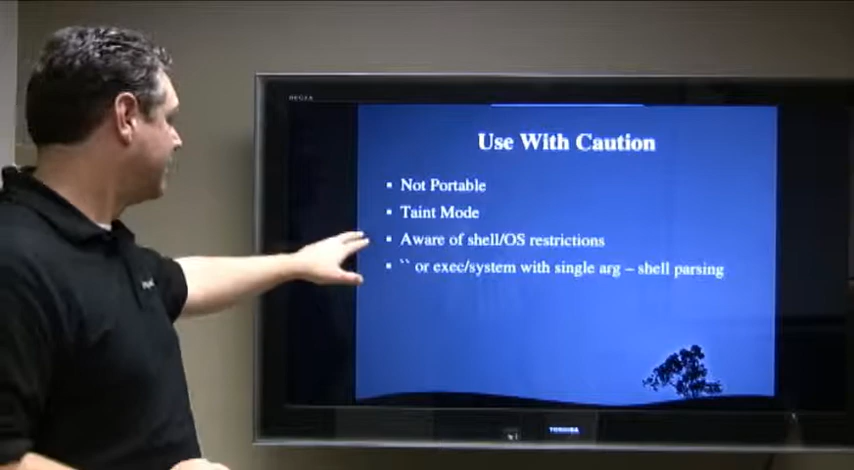 REGZA
Use With Caution
▪ Not Portable
▪ Taint Mode
▪ Aware of shell/OS restrictions
▪ `` or exec/system with single arg – shell parsing
TOSHIBA